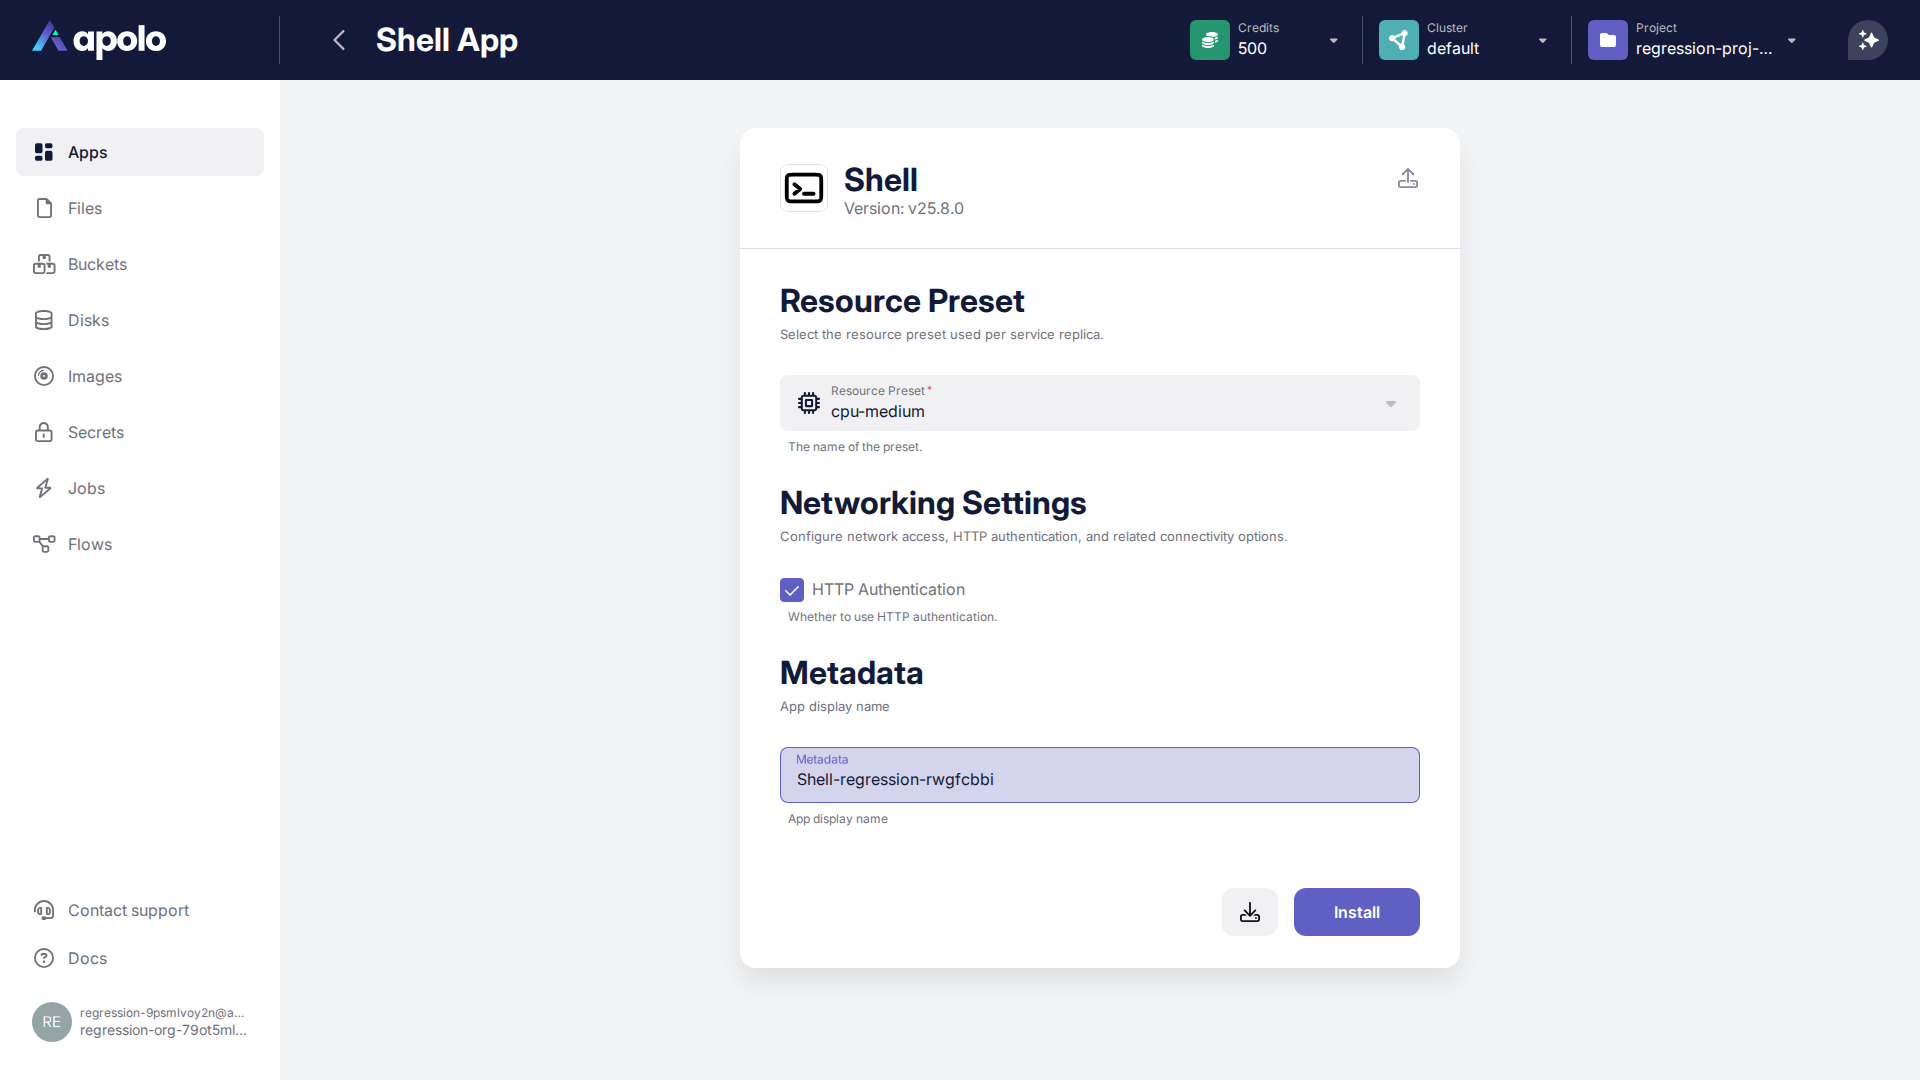 apolo
Shell App
Credits
500
Cluster
default
Project
regression-proj-...
Apps
Files
Buckets
Disks
Images
Secrets
Jobs
Flows
Contact support
Docs
RE
regression-9psmlvoy2n@a...
regression-org-79ot5ml...
Shell
Version: v25.8.0
Resource Preset
Select the resource preset used per service replica.
Resource Preset*
cpu-medium
The name of the preset.
Networking Settings
Configure network access, HTTP authentication, and related connectivity options.
HTTP Authentication
Whether to use HTTP authentication.
Metadata
App display name
Metadata
Shell-regression-rwgfcbbi
App display name
Install